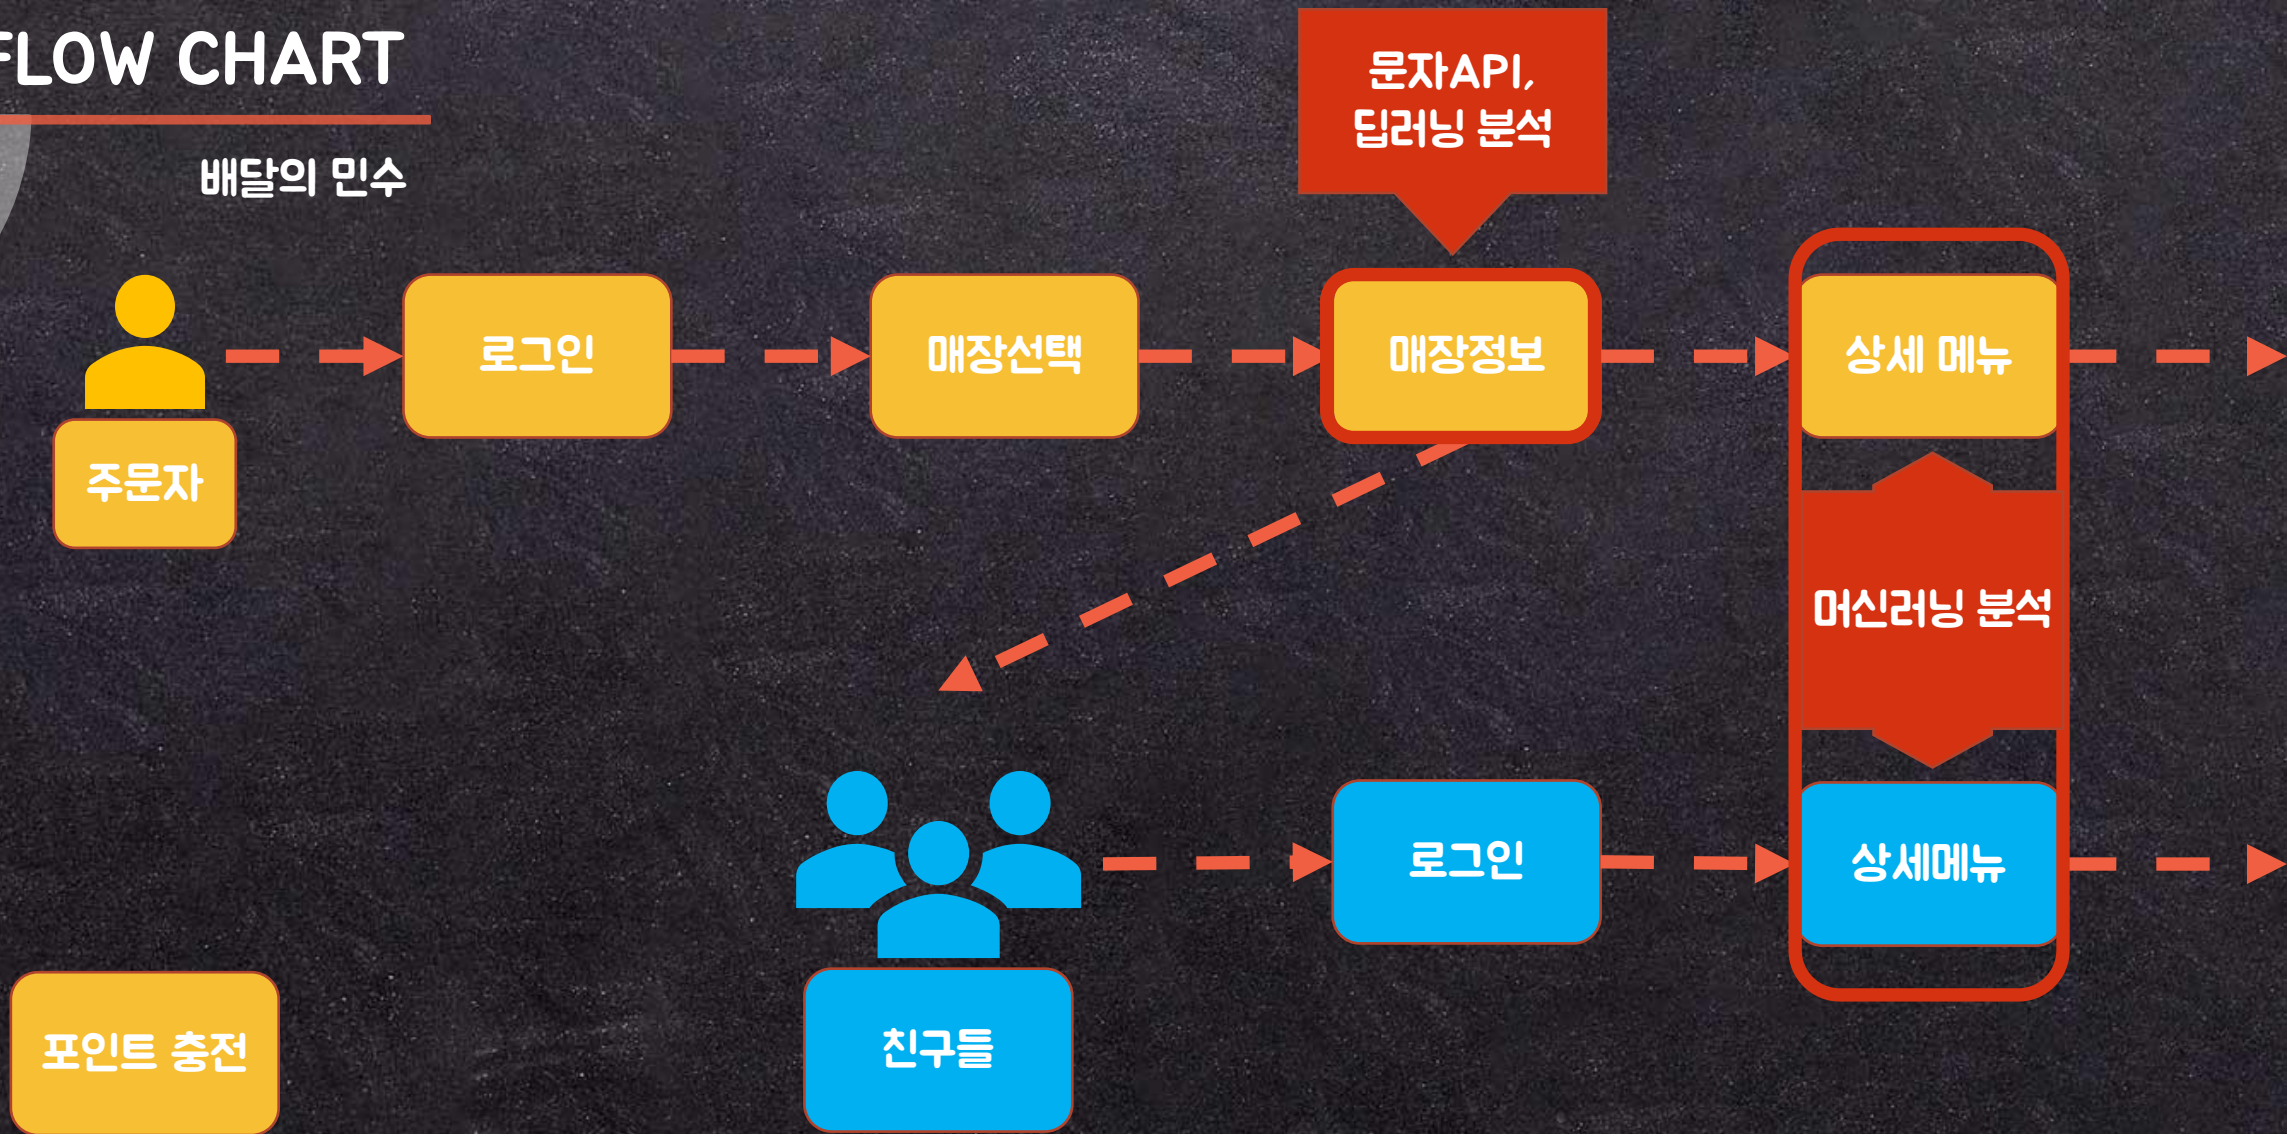 FLOW CHART
배달의 민수
문자API,
딥러닝 분석
로그인
매장선택
매장정보
상세 메뉴
주문자
머신러닝 분석
로그인
상세메뉴
친구들
포인트 충전